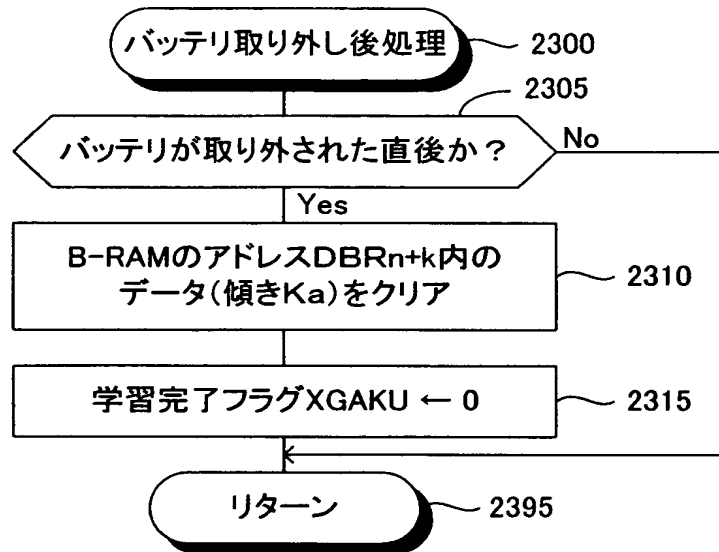 バッテリ取り外し後処理
2300
2305
バッテリが取り外された直後か？
No
Yes
B-RAMのアドレスDBRn+k内の
データ(傾きKa)をクリア
2310
学習完了フラグXGAKU ← 0
2315
リターン
2395